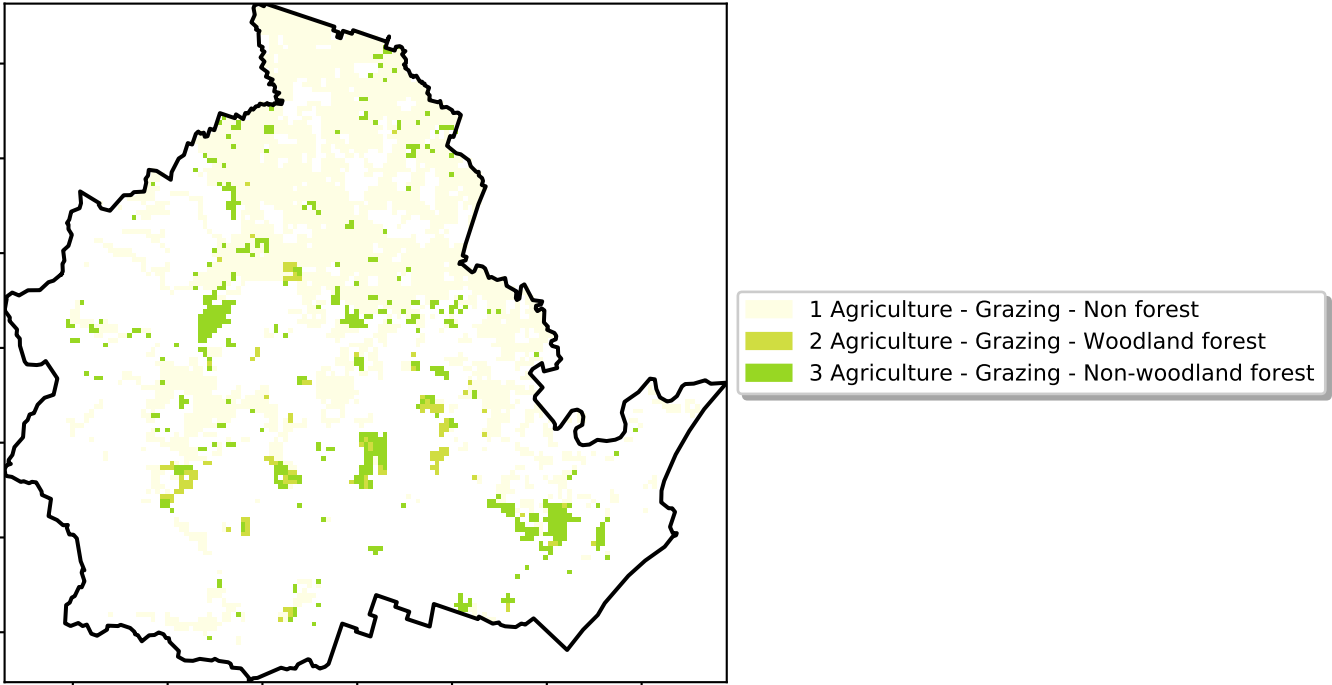 1 Agriculture - Grazing - Non forest
2 Agriculture - Grazing - Woodland forest
3 Agriculture - Grazing - Non-woodland forest